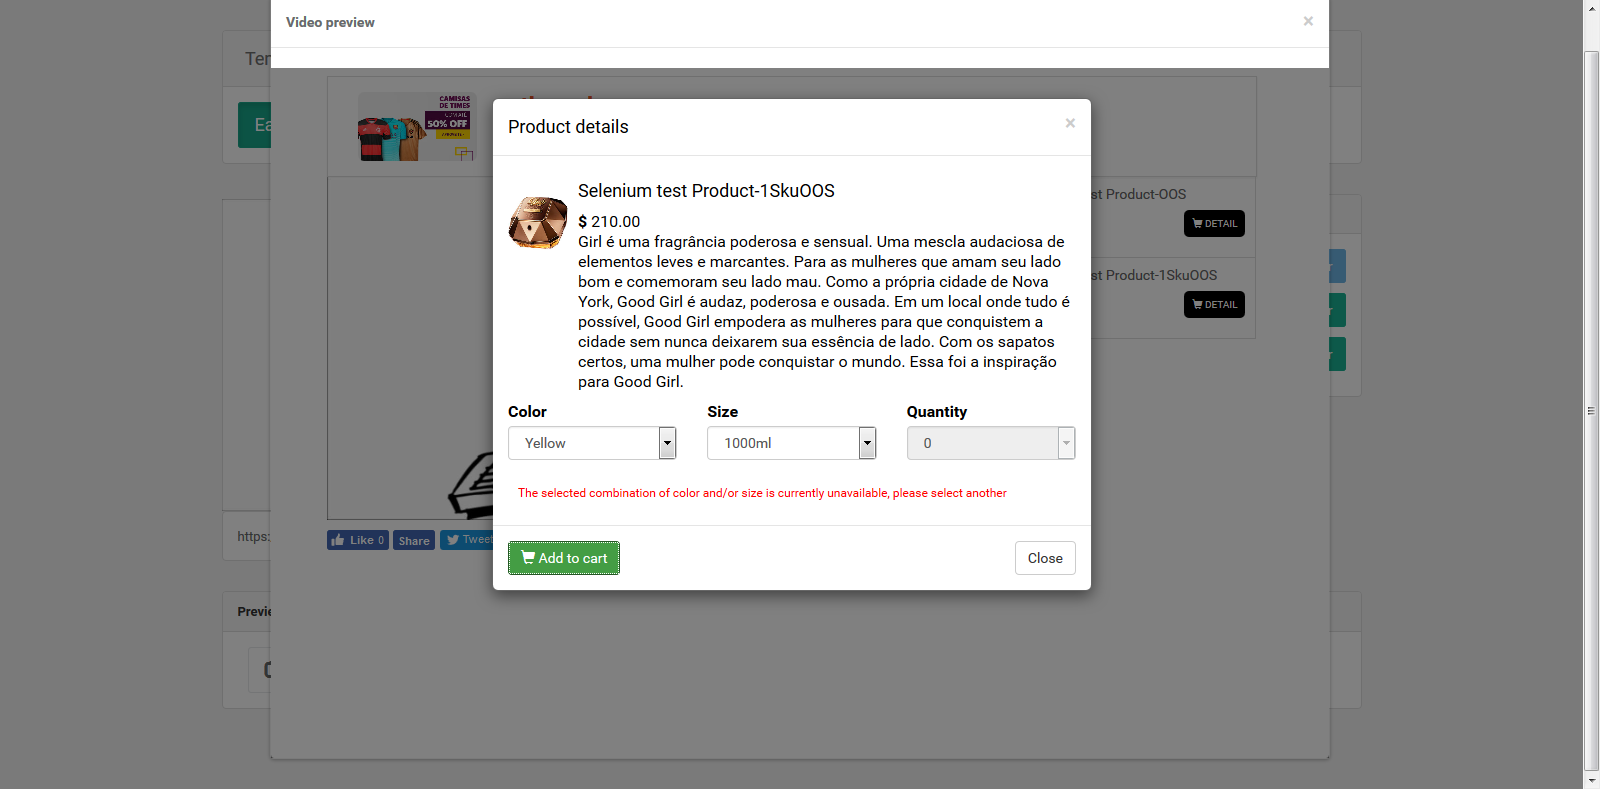 Video preview
×
CAMISAS
DE TIMES
50% OFF
Product details
×
Selenium test Product-1SkuOOS
$ 210.00
Girl é uma fragrância poderosa e sensual. Uma mescla audaciosa de
elementos leves e marcantes. Para as mulheres que amam seu lado
bom e comemoram seu lado mau. Como a própria cidade de Nova
York, Good Girl é audaz, poderosa e ousada. Em um local onde tudo é
possível, Good Girl empodera as mulheres para que conquistem a
cidade sem nunca deixarem sua essência de lado. Com os sapatos
certos, uma mulher pode conquistar o mundo. Essa foi a inspiração
para Good Girl.
Color
Size
Quantity
Yellow
1000ml
0
The selected combination of color and/or size is currently unavailable, please select another
Add to cart
Close
st Product-OOS
DETAIL
st Product-1SkuOOS
DETAIL
https:
Like 0
Share
Tweet